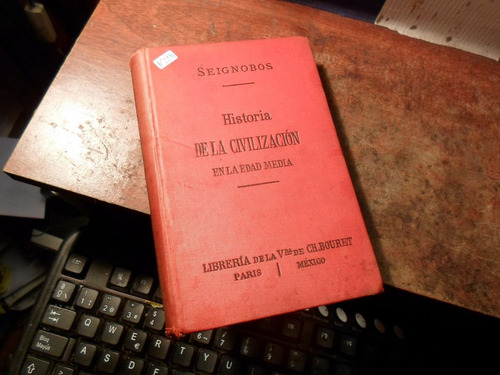 SEIGNOBOS
Historia
DE LA CIVILIZACIÓN
EN LA EDAD MEDIA
LIBRERÍA DE LA Vda DE CH. BOURET
PARIS | MÉXICO